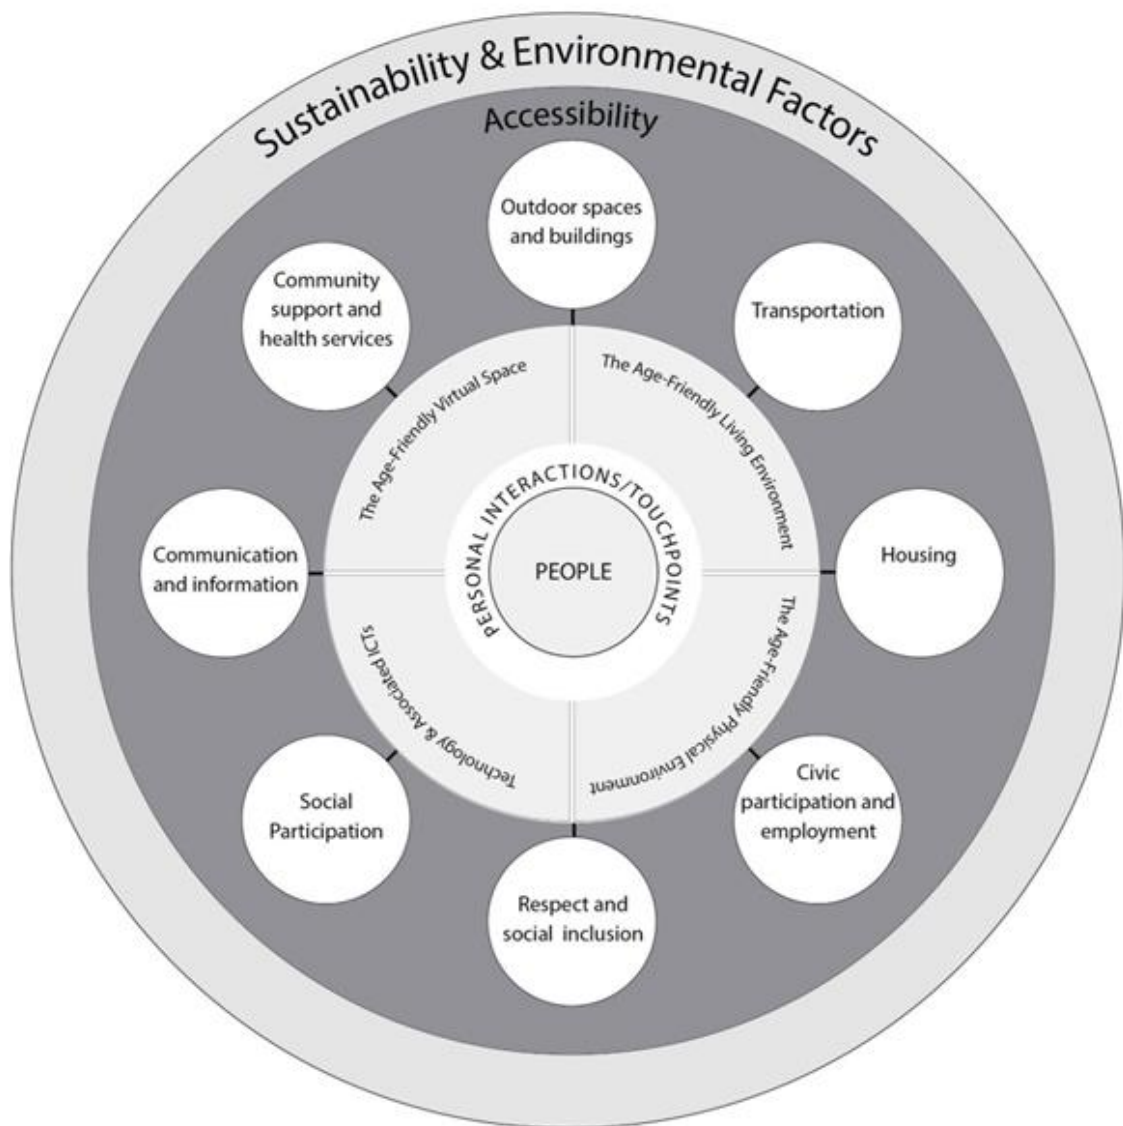 Sustainability & Environmental Factors
Accessibility
Outdoor spaces
and buildings
Transportation
Housing
Civic
participation and
employment
Respect and
social inclusion
Social
Participation
Communication
and information
Community
support and
health services
The Age-Friendly Virtual Space
The Age-Friendly Living Environment
The Age-Friendly Physical Environment
Technology & Associated ICTs
PERSONAL INTERACTIONS/TOUCHPOINTS
PEOPLE